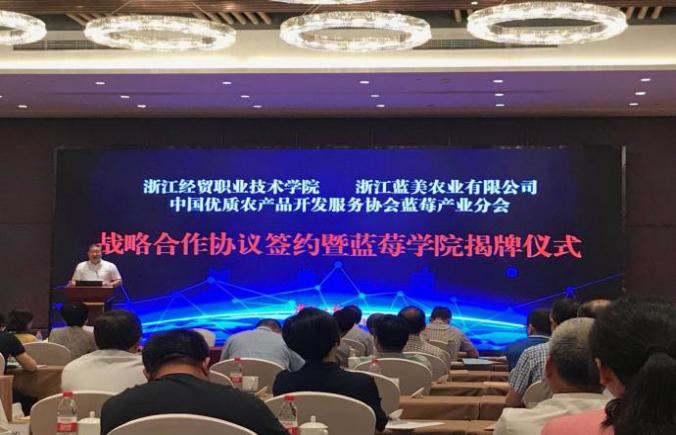 浙江经贸职业技术学院 浙江蓝美农业有限公司
中国优质农产品开发服务协会蓝莓产业分会
战略合作协议签约暨蓝莓学院揭牌仪式